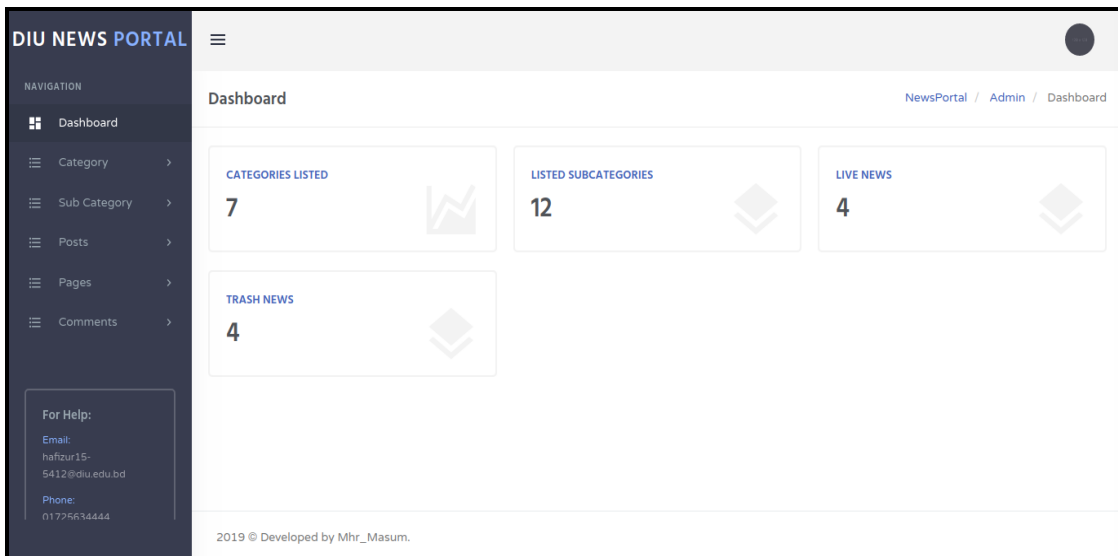 DIU NEWS PORTAL
NAVIGATION
Dashboard
Category
Sub Category
Posts
Pages
Comments
For Help:
Email:
hafizur15-
5412@diu.edu.bd
Phone:
01725634444
Dashboard
NewsPortal / Admin / Dashboard
CATEGORIES LISTED
7
LISTED SUBCATEGORIES
12
LIVE NEWS
4
TRASH NEWS
4
2019 © Developed by Mhr_Masum.